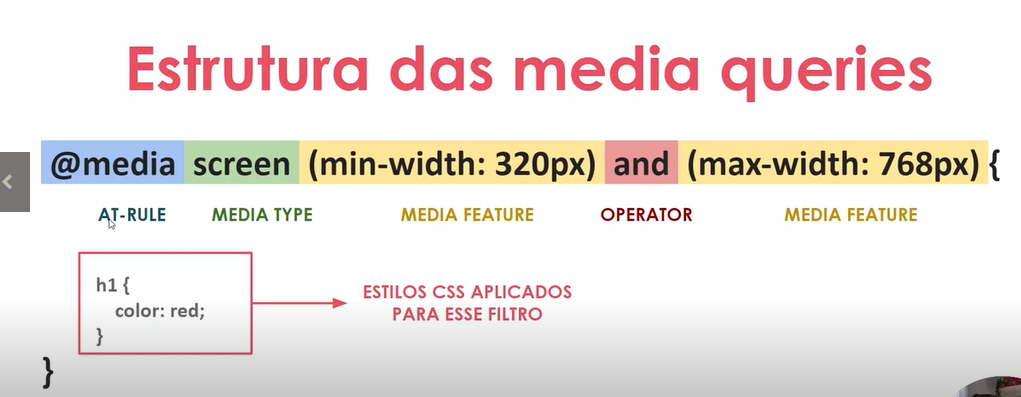 Estrutura das media queries
@media screen (min-width: 320px) and (max-width: 768px) {
AT-RULE MEDIA TYPE MEDIA FEATURE OPERATOR MEDIA FEATURE
h1 {
color: red;
}
ESTILOS CSS APLICADOS
PARA ESSE FILTRO
}